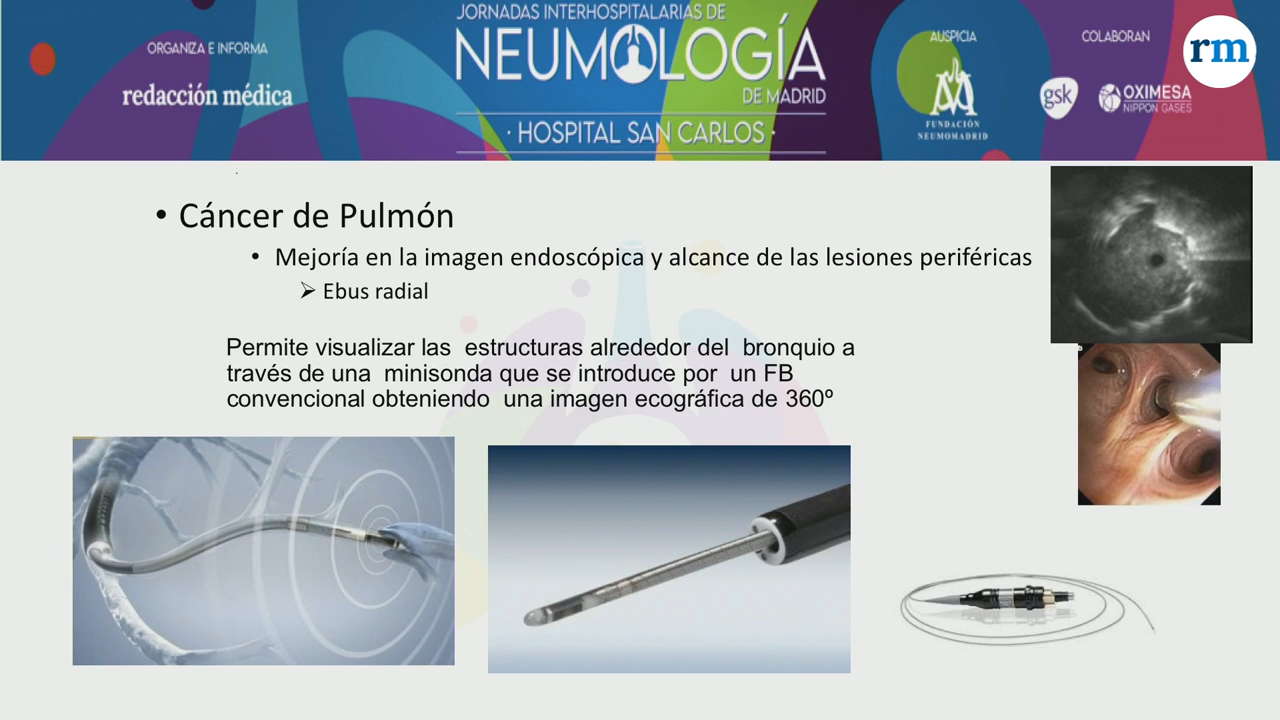 ORGANIZA E INFORMA
redacción médica
JORNADAS INTERHOSPITALARIAS DE
NEUMOLOGÍA
DE MADRID
· HOSPITAL SAN CARLOS ·
AUSPICIA
FUNDACIÓN
NEUMOMADRID
COLABORAN
gsk
OXIMESA
NIPPON GASES
rm
• Cáncer de Pulmón
• Mejoría en la imagen endoscópica y alcance de las lesiones periféricas
➢ Ebus radial
Permite visualizar las estructuras alrededor del bronquio a
través de una minisonda que se introduce por un FB
convencional obteniendo una imagen ecográfica de 360º